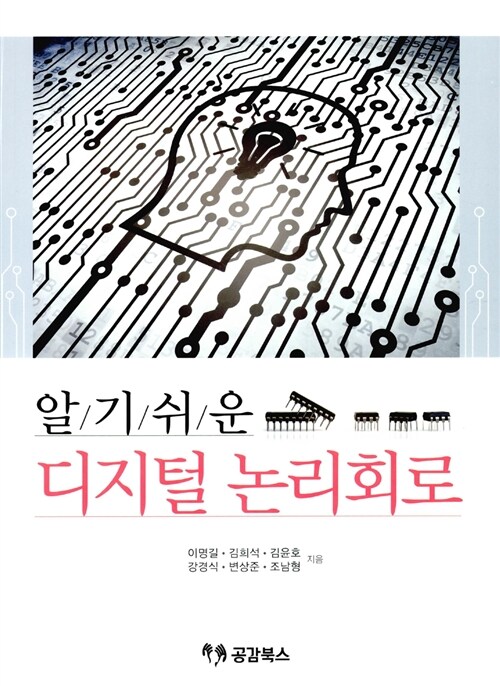 알/기/쉬/운
디지털 논리회로
이명길・김희석・김윤호
강경식・변상준・조남형 지음
공감북스